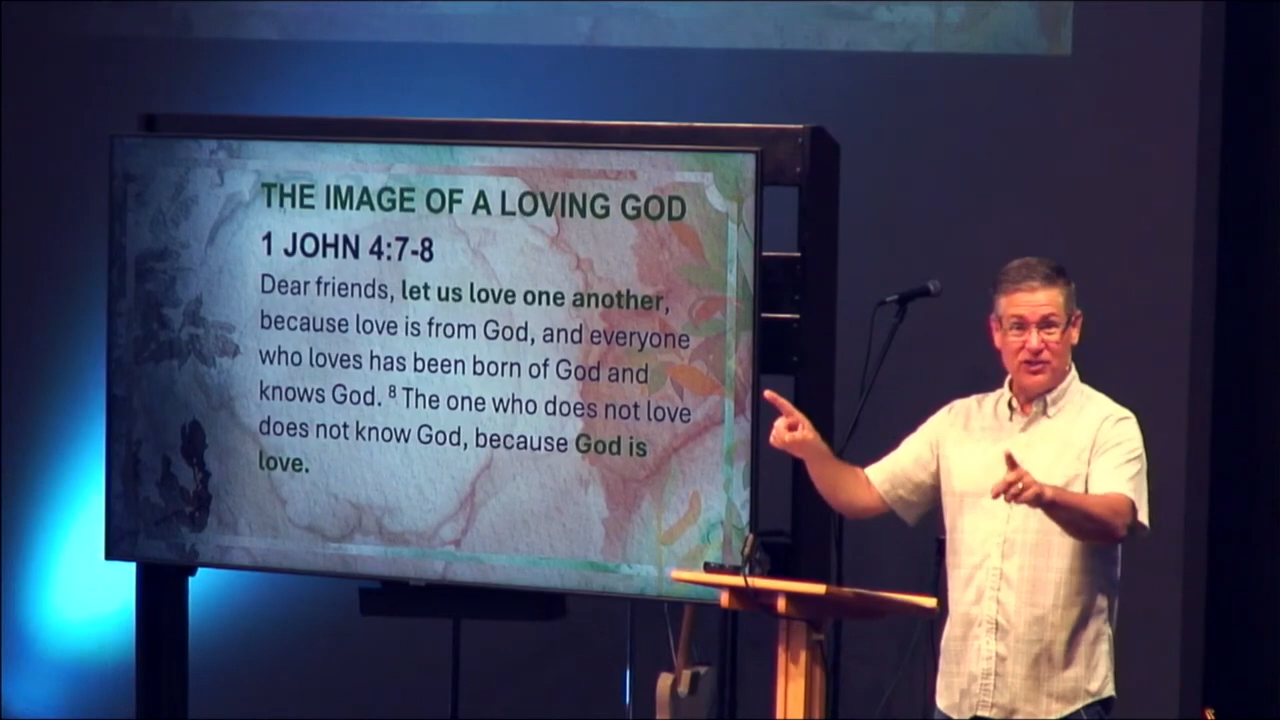 THE IMAGE OF A LOVING GOD
1 JOHN 4:7-8
Dear friends, let us love one another,
because love is from God, and everyone
who loves has been born of God and
knows God. ⁸ The one who does not love
does not know God, because God is
love.